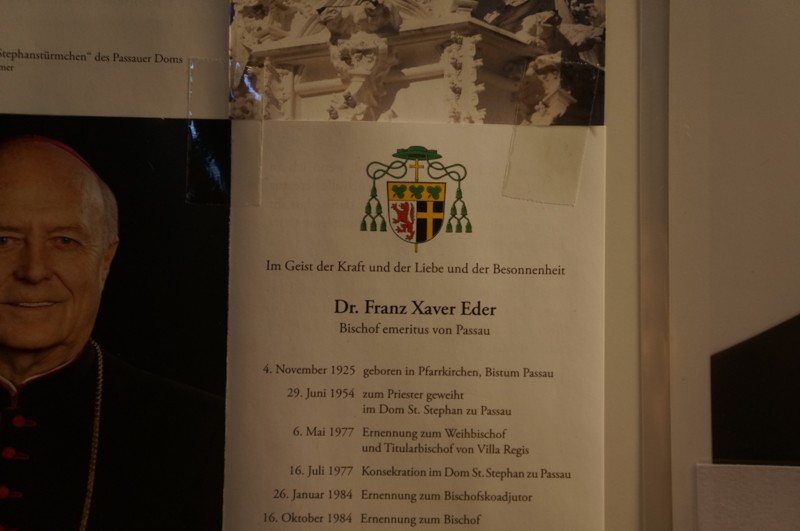 Stephanstürmchen" des Passauer Doms
Im Geist der Kraft und der Liebe und der Besonnenheit
Dr. Franz Xaver Eder
Bischof emeritus von Passau
4. November 1925 geboren in Pfarrkirchen, Bistum Passau
29. Juni 1954 zum Priester geweiht
im Dom St. Stephan zu Passau
6. Mai 1977 Ernennung zum Weihbischof
und Titularbischof von Villa Regis
16. Juli 1977 Konsekration im Dom St. Stephan zu Passau
26. Januar 1984 Ernennung zum Bischofskoadjutor
16. Oktober 1984 Ernennung zum Bischof